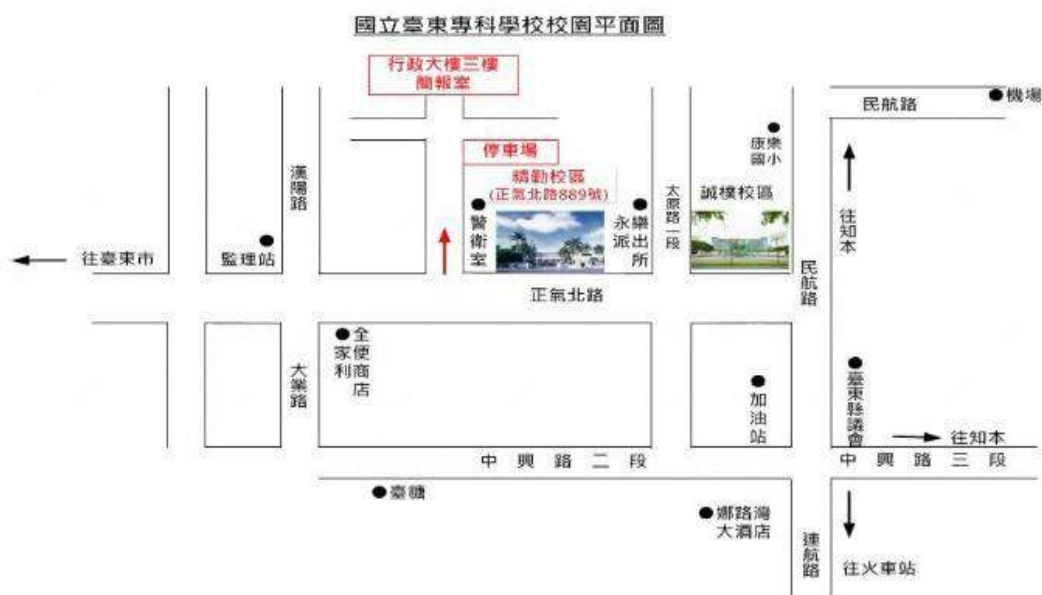 國立臺東專科學校校園平面圖
行政大樓三樓
簡報室
民航路
機場
停車場
康樂
國小
漢陽路
精勤校區
(正氣北路889號)
太原路二段
誠樸校區
往知本
警衛室
永樂
派出所
往臺東市
監理站
民航路
正氣北路
全家
便利
商店
大業路
臺東縣議會
加油站
往知本
中興路二段
中興路三段
臺糖
娜路灣
大酒店
連航路
往火車站